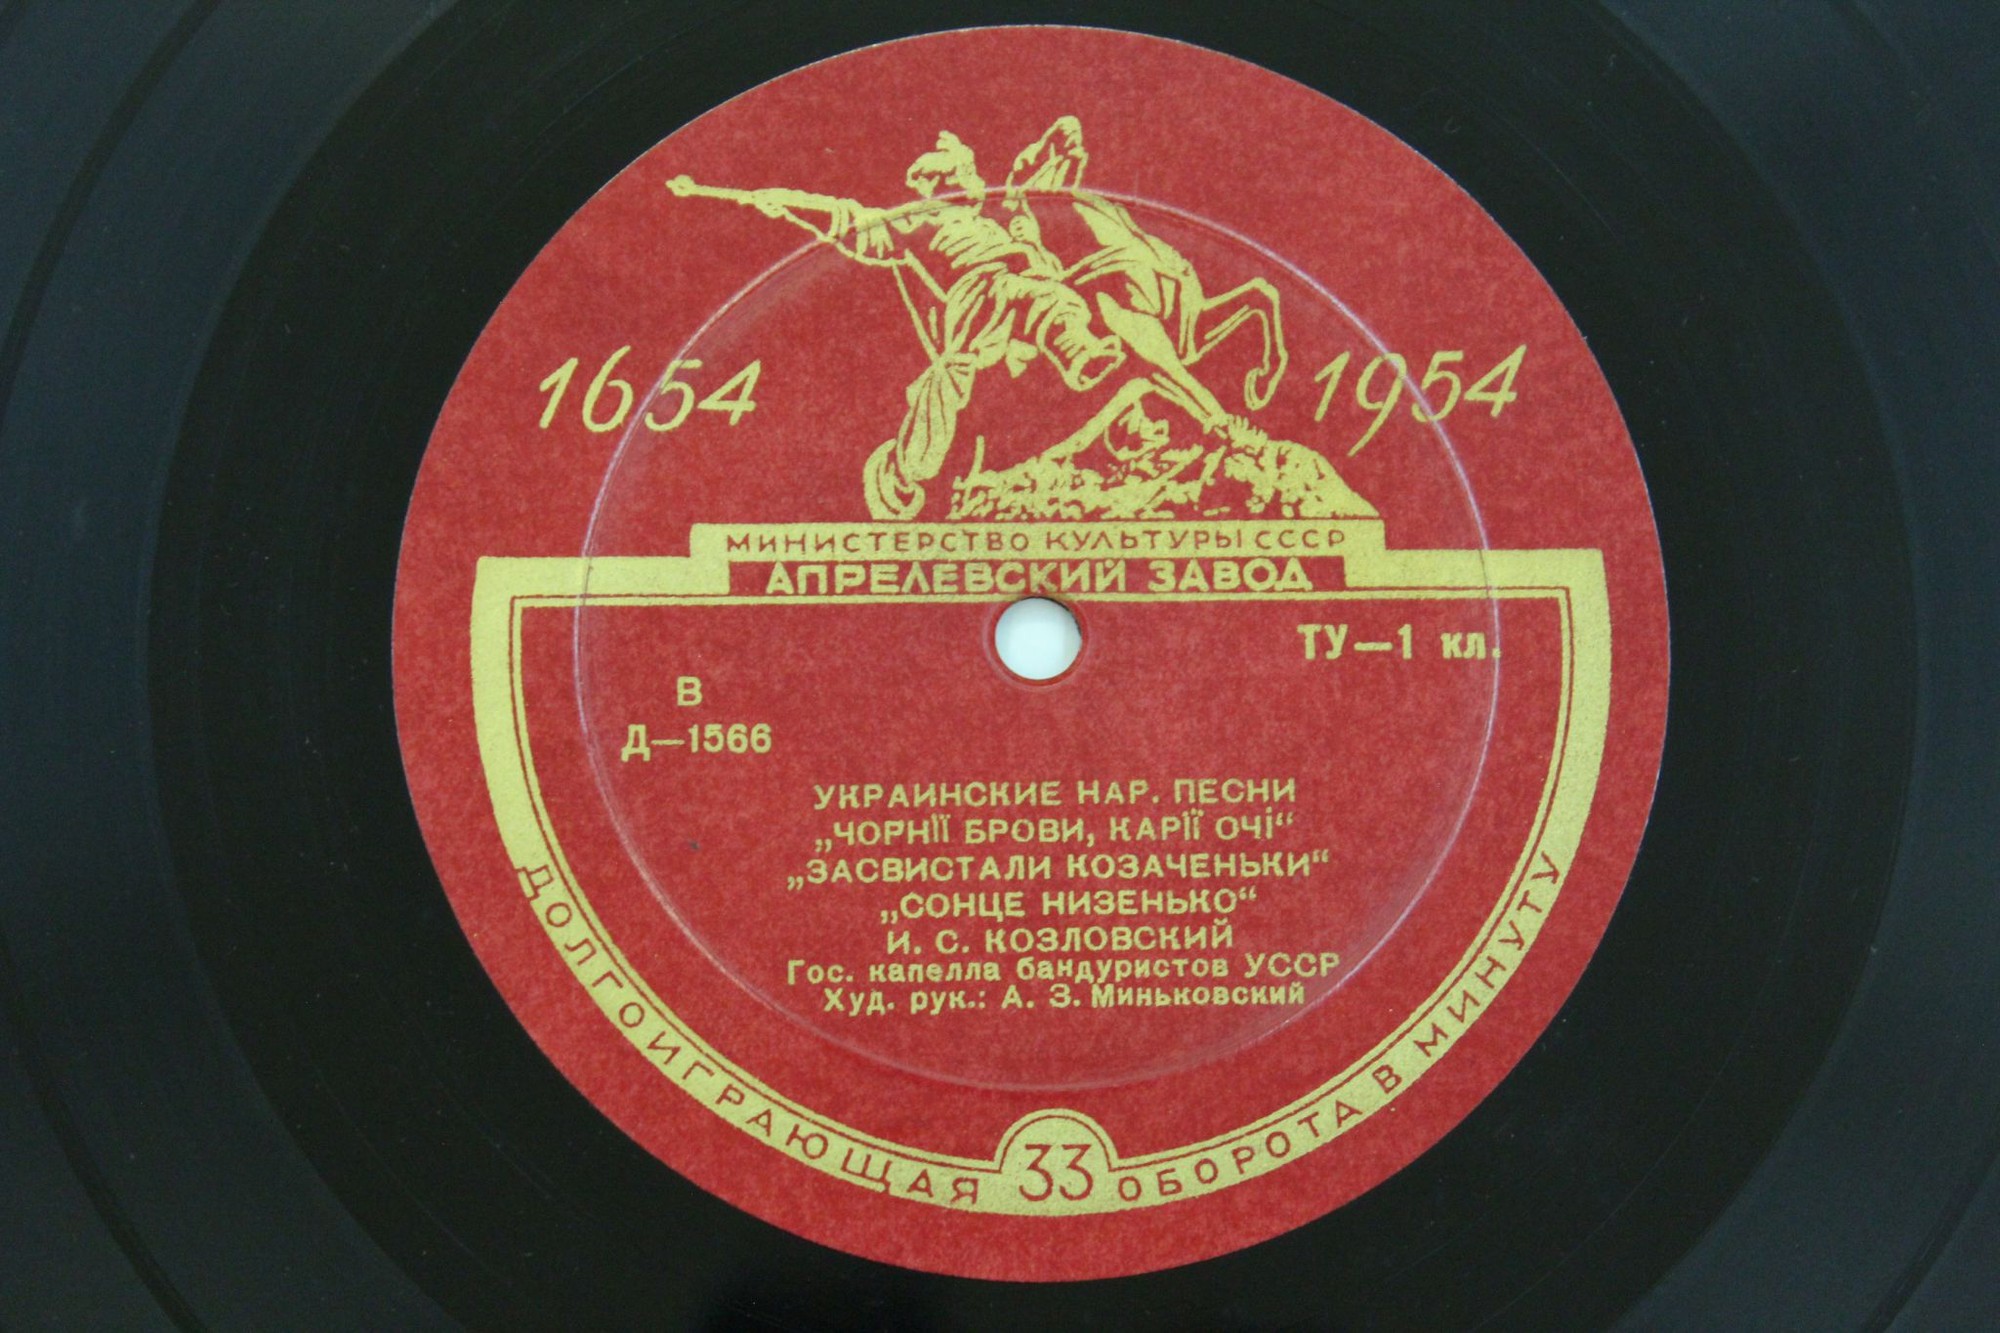 1654 1954
МИНИСТЕРСТВО КУЛЬТУРЫ СССР
АПРЕЛЕВСКИЙ ЗАВОД
ТУ—1 кл.
В
Д—1566
УКРАИНСКИЕ НАР. ПЕСНИ
„ЧОРНІЇ БРОВИ, КАРІЇ ОЧІ“
„ЗАСВИСТАЛИ КОЗАЧЕНЬКИ“
„СОНЦЕ НИЗЕНЬКО“
И. С. КОЗЛОВСКИЙ
Гос. капелла бандуристов УССР
Худ. рук.: А. З. Миньковский
ДОЛГОИГРАЮЩАЯ 33 ОБОРОТА В МИНУТУ